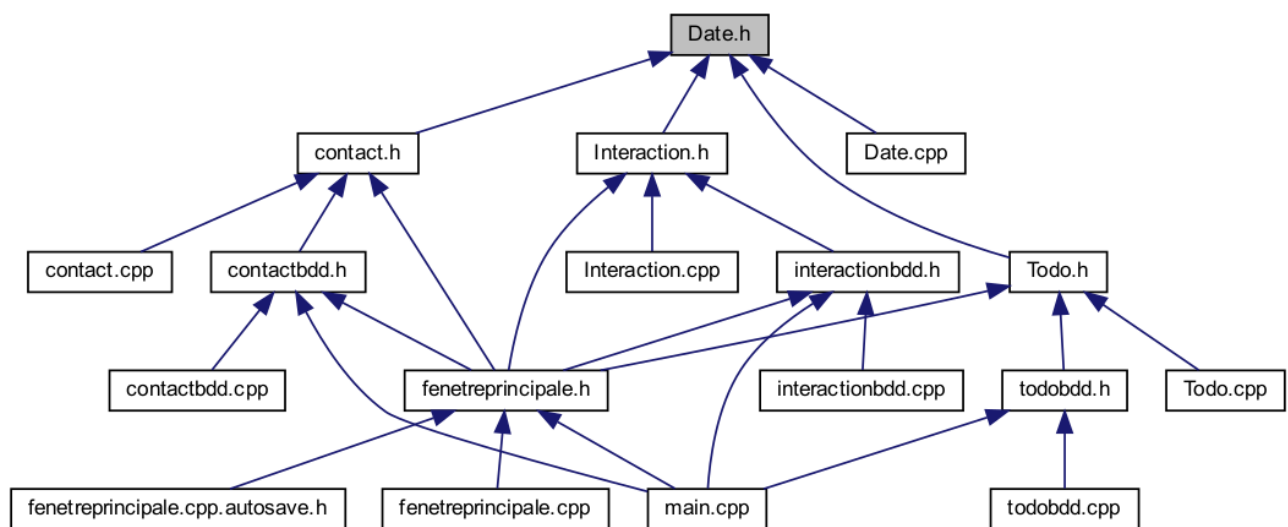 Date.h
contact.h
Interaction.h
Date.cpp
contact.cpp
contactbdd.h
Interaction.cpp
interactionbdd.h
Todo.h
contactbdd.cpp
fenetreprincipale.h
interactionbdd.cpp
todobdd.h
Todo.cpp
fenetreprincipale.cpp.autosave.h
fenetreprincipale.cpp
main.cpp
todobdd.cpp